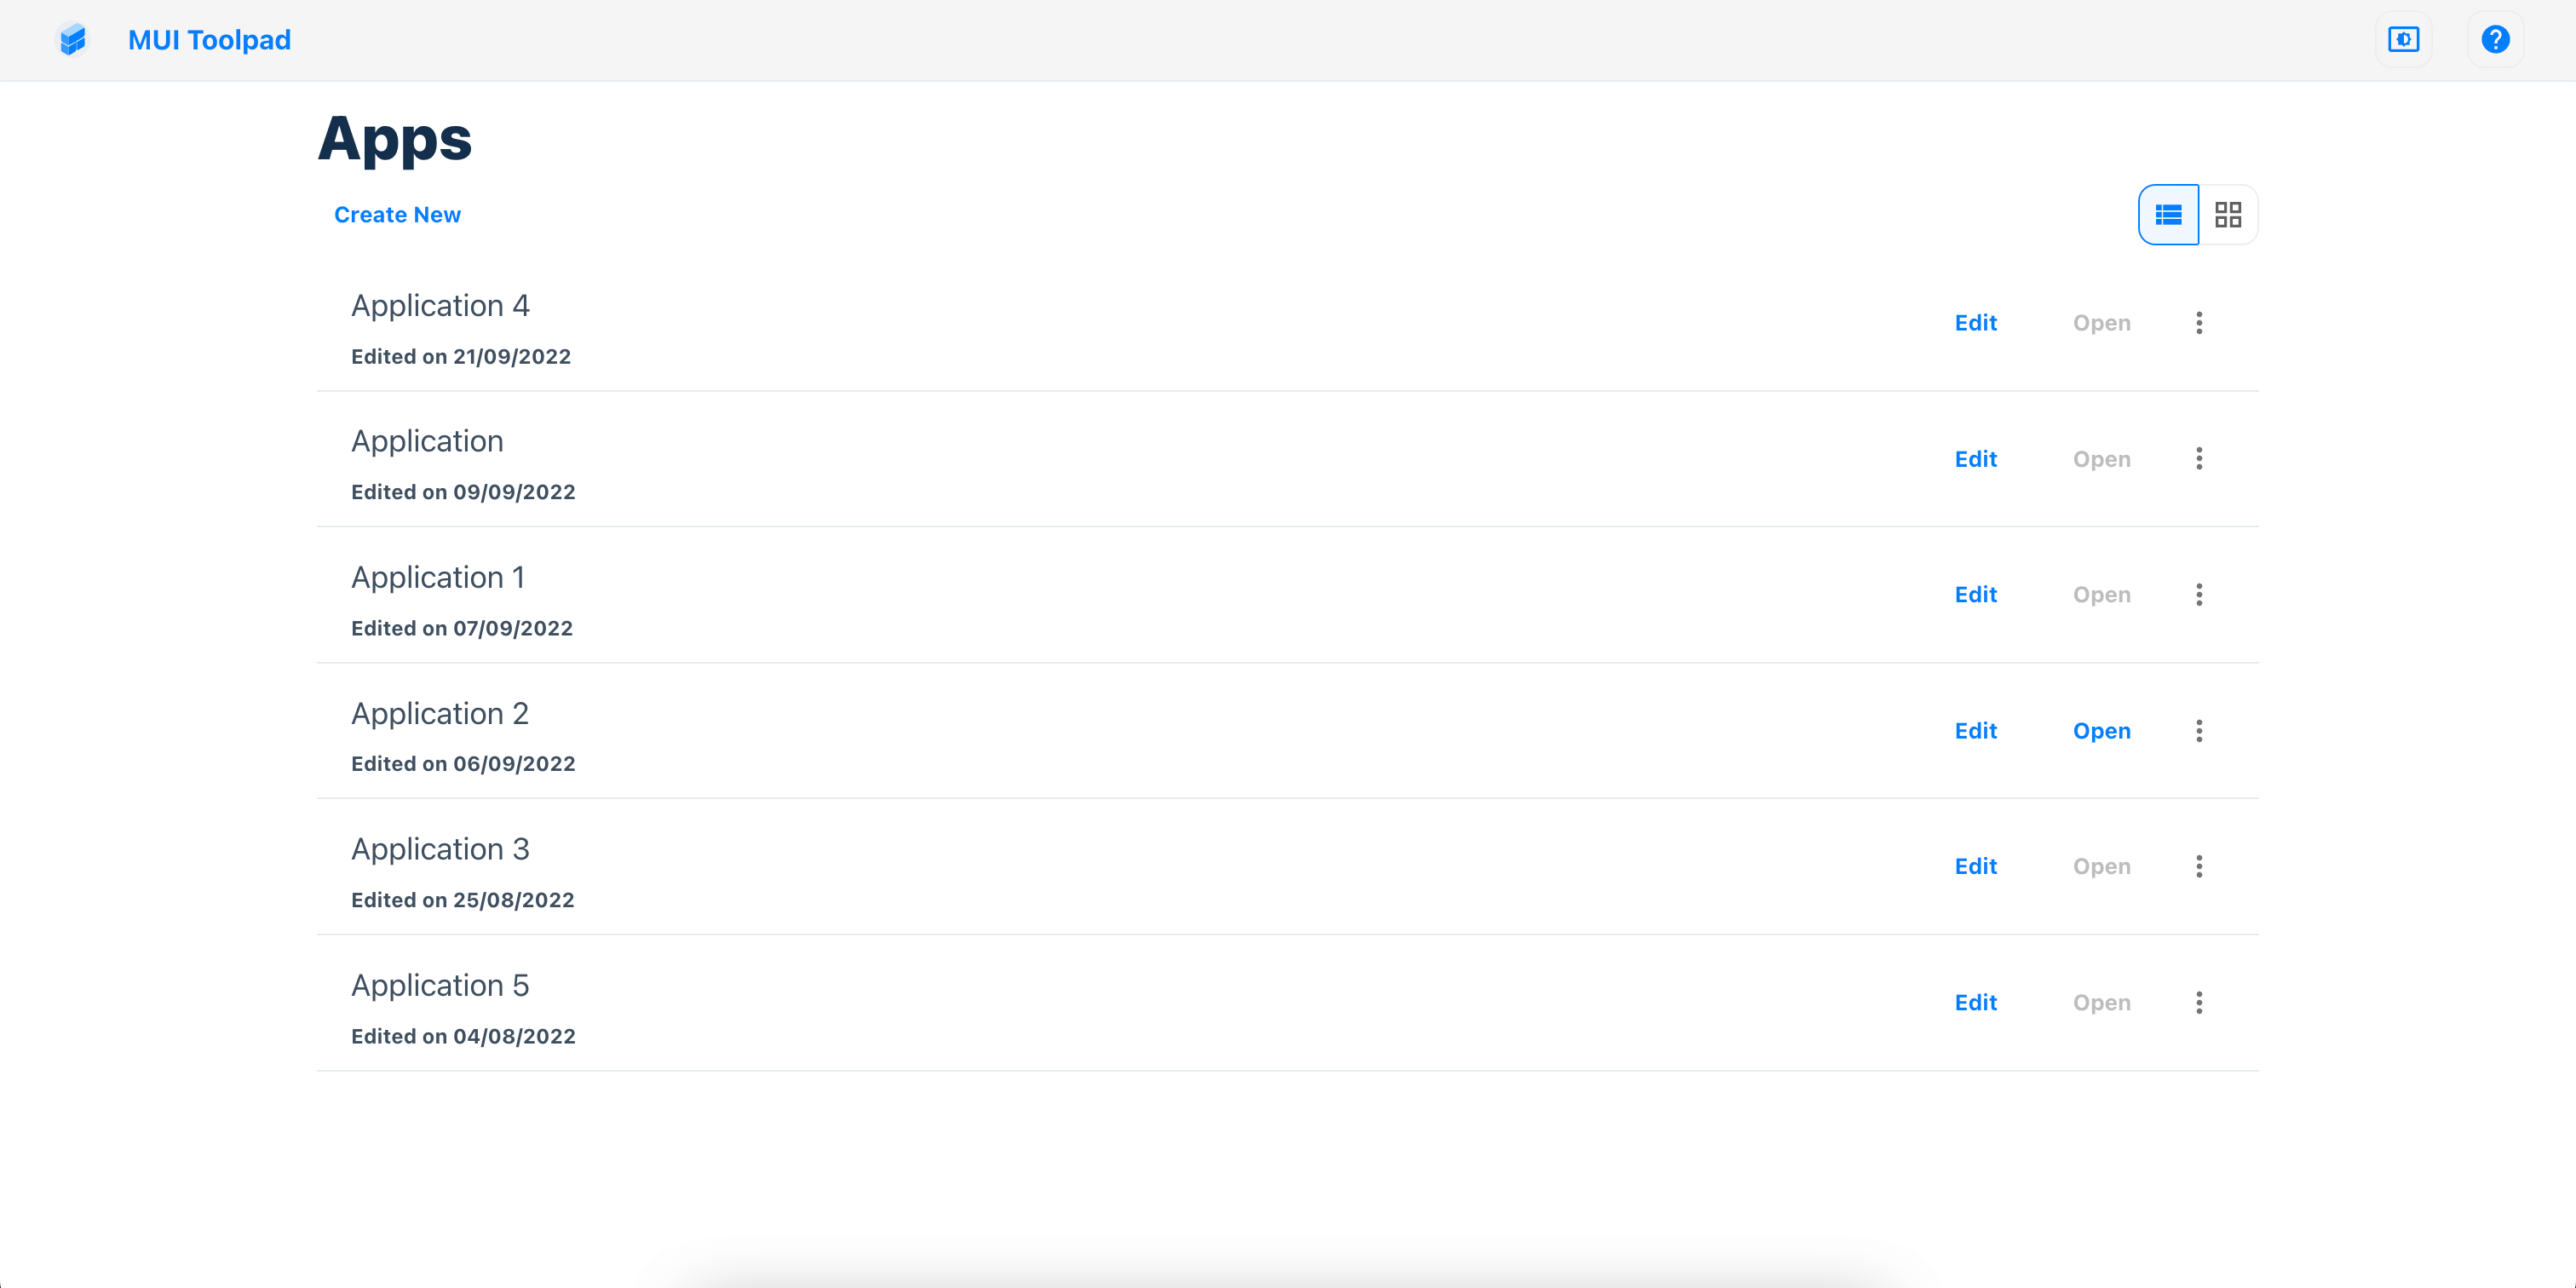 MUI Toolpad
Apps
Create New
Application 4
Edited on 21/09/2022
Edit Open
Application
Edited on 09/09/2022
Edit Open
Application 1
Edited on 07/09/2022
Edit Open
Application 2
Edited on 06/09/2022
Edit Open
Application 3
Edited on 25/08/2022
Edit Open
Application 5
Edited on 04/08/2022
Edit Open